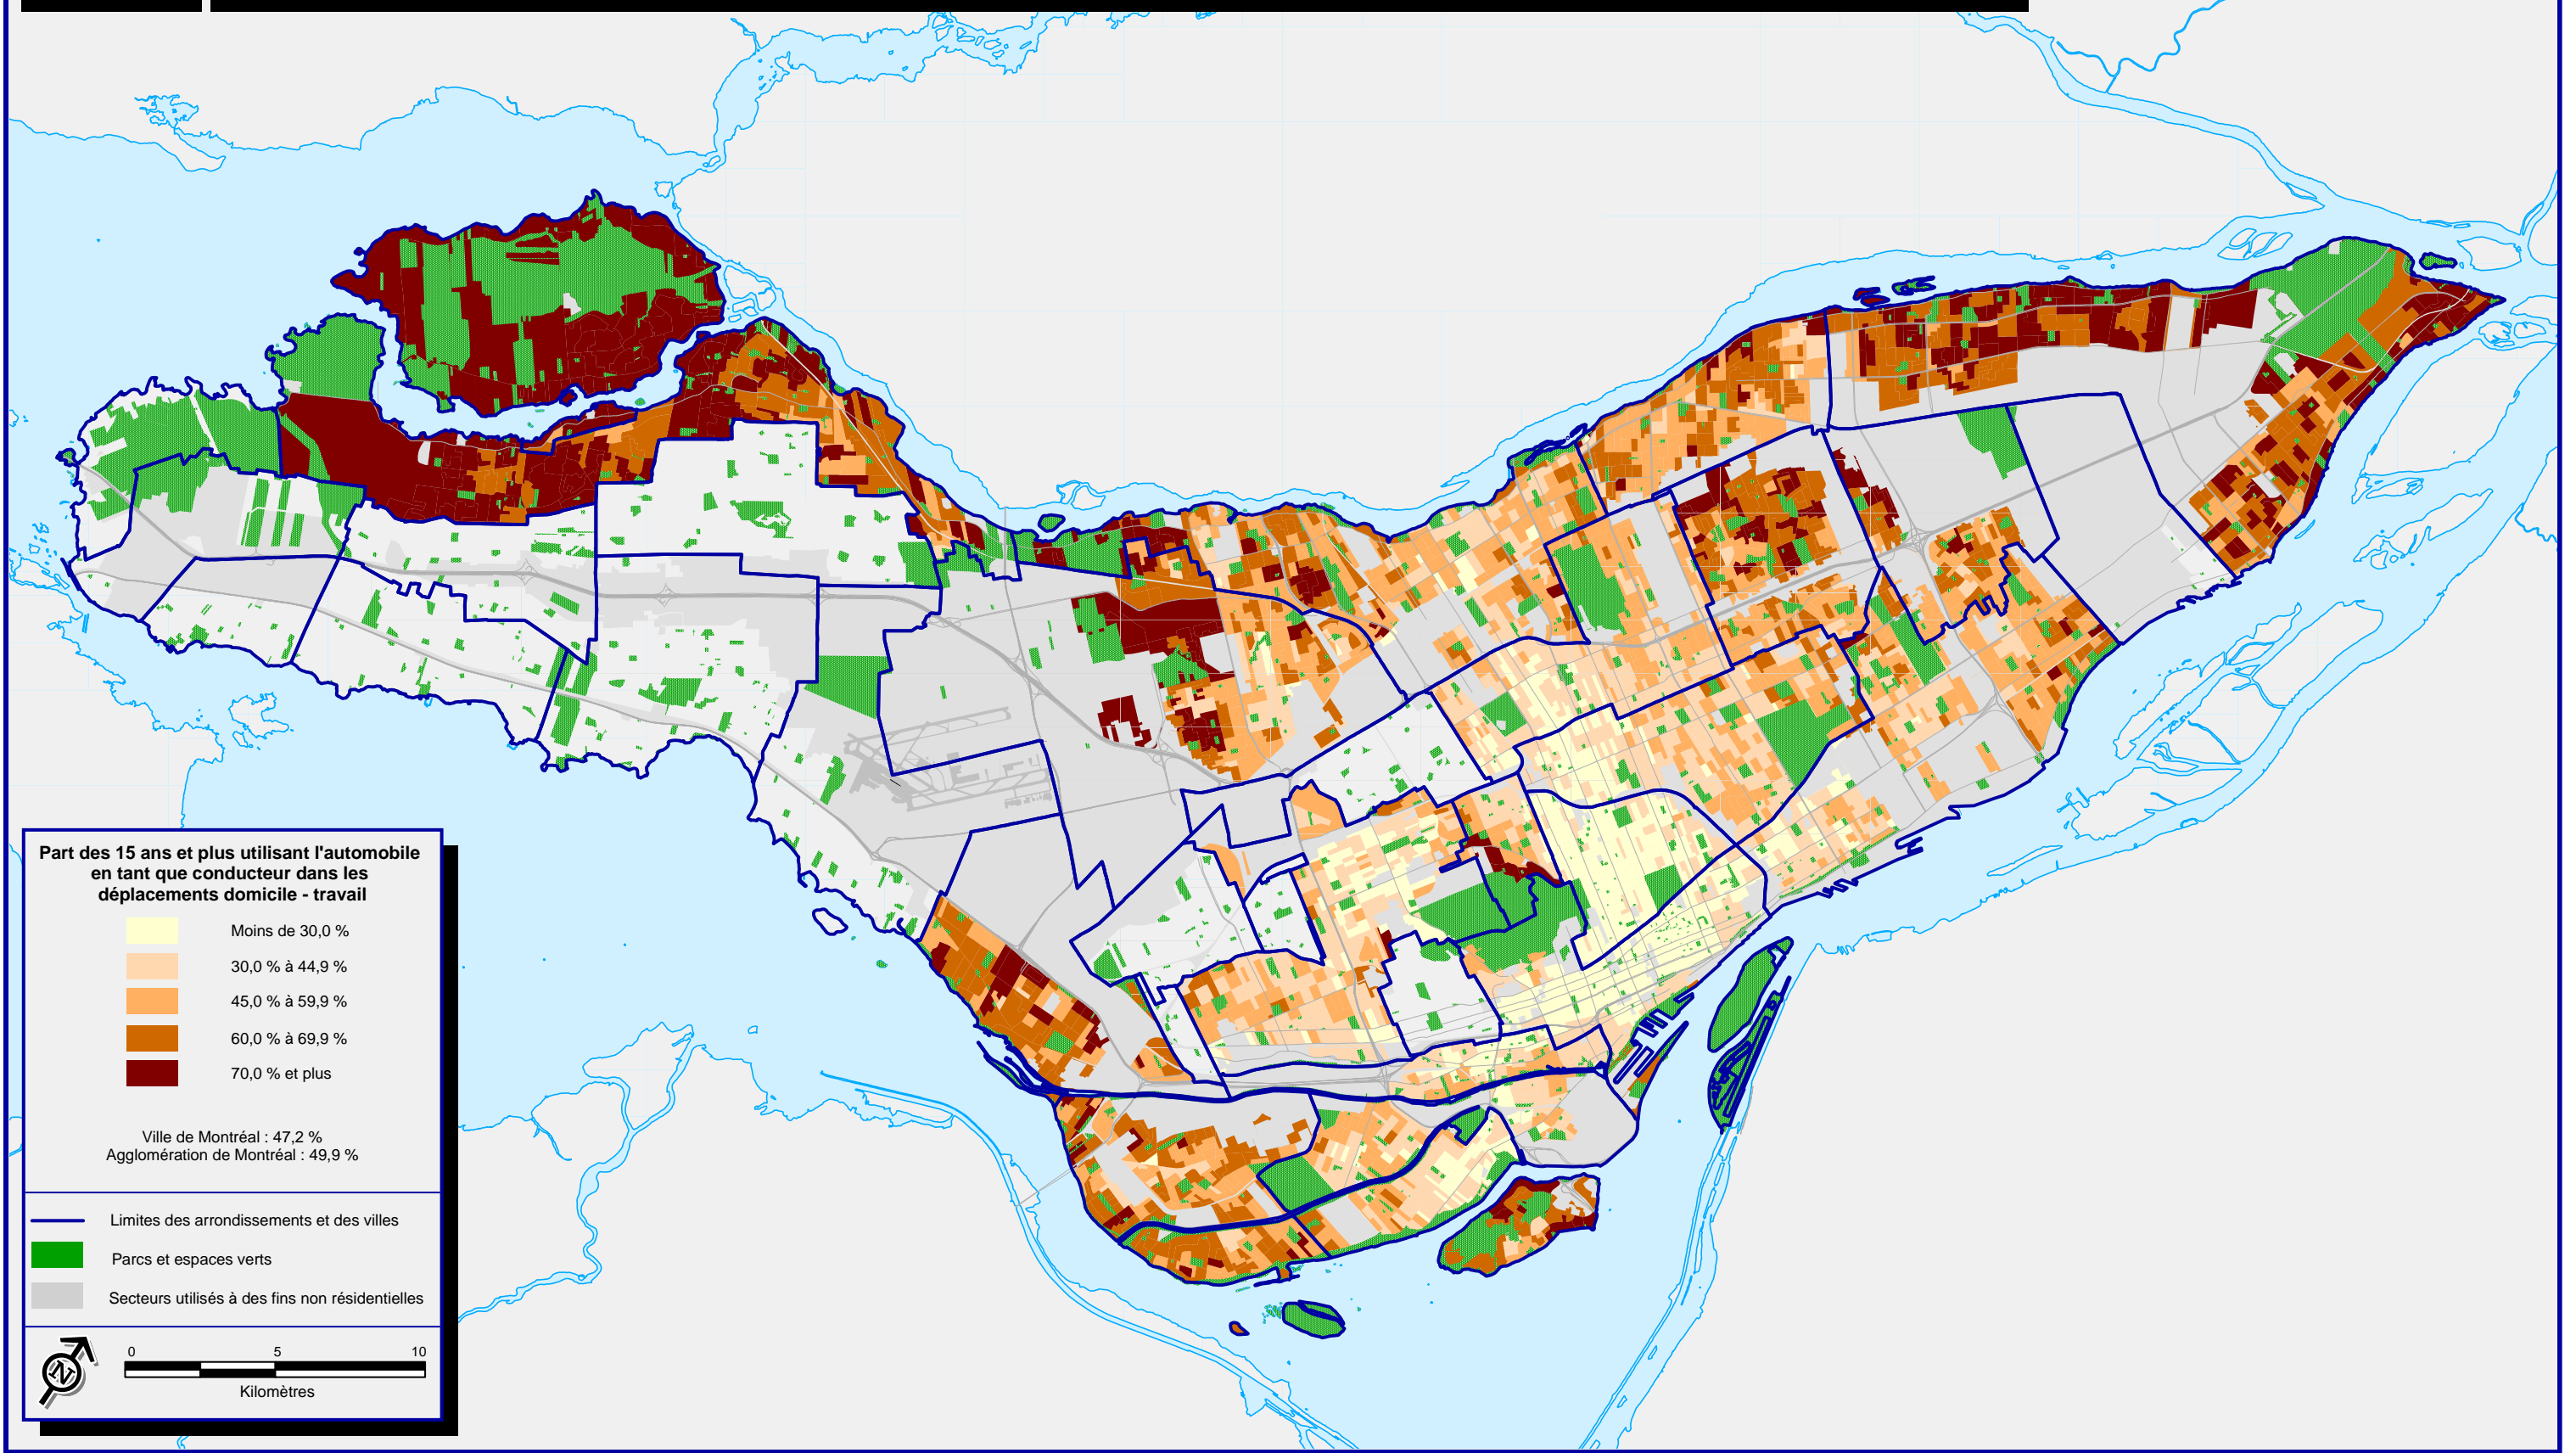 Part des 15 ans et plus utilisant l'automobile
en tant que conducteur dans les
déplacements domicile - travail
Moins de 30,0 %
30,0 % à 44,9 %
45,0 % à 59,9 %
60,0 % à 69,9 %
70,0 % et plus
Ville de Montréal : 47,2 %
Agglomération de Montréal : 49,9 %
Limites des arrondissements et des villes
Parcs et espaces verts
Secteurs utilisés à des fins non résidentielles
N
0 5 10
Kilomètres